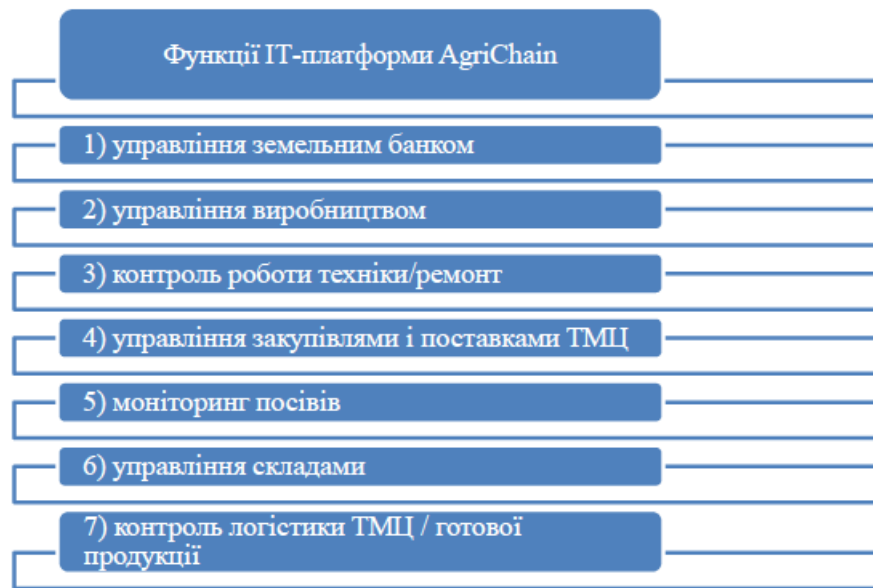 Функції ІТ-платформи AgriChain
1) управління земельним банком
2) управління виробництвом
3) контроль роботи техніки/ремонт
4) управління закупівлями і поставками ТМЦ
5) моніторинг посівів
6) управління складами
7) контроль логістики ТМЦ / готової
продукції